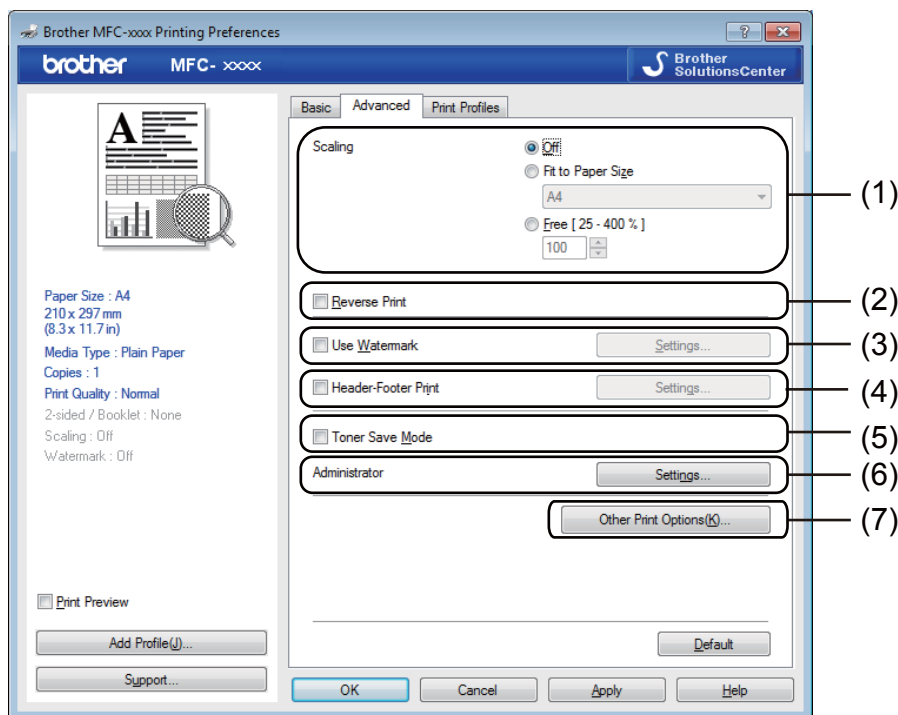 Brother MFC-xxxx Printing Preferences
brother MFC- xxxx
Brother
SolutionsCenter
A
Paper Size : A4
210 x 297 mm
(8.3 x 11.7 in)
Media Type : Plain Paper
Copies : 1
Print Quality : Normal
2-sided / Booklet : None
Scaling : Off
Watermark : Off
Print Preview
Add Profile(J)...
Support...
Basic Advanced Print Profiles
Scaling Off
Fit to Paper Size
A4
Free [ 25 - 400 % ]
100
(1)
Reverse Print (2)
Use Watermark Settings... (3)
Header-Footer Print Settings... (4)
Toner Save Mode (5)
Administrator Settings... (6)
Other Print Options(K)... (7)
Default
OK Cancel Apply Help